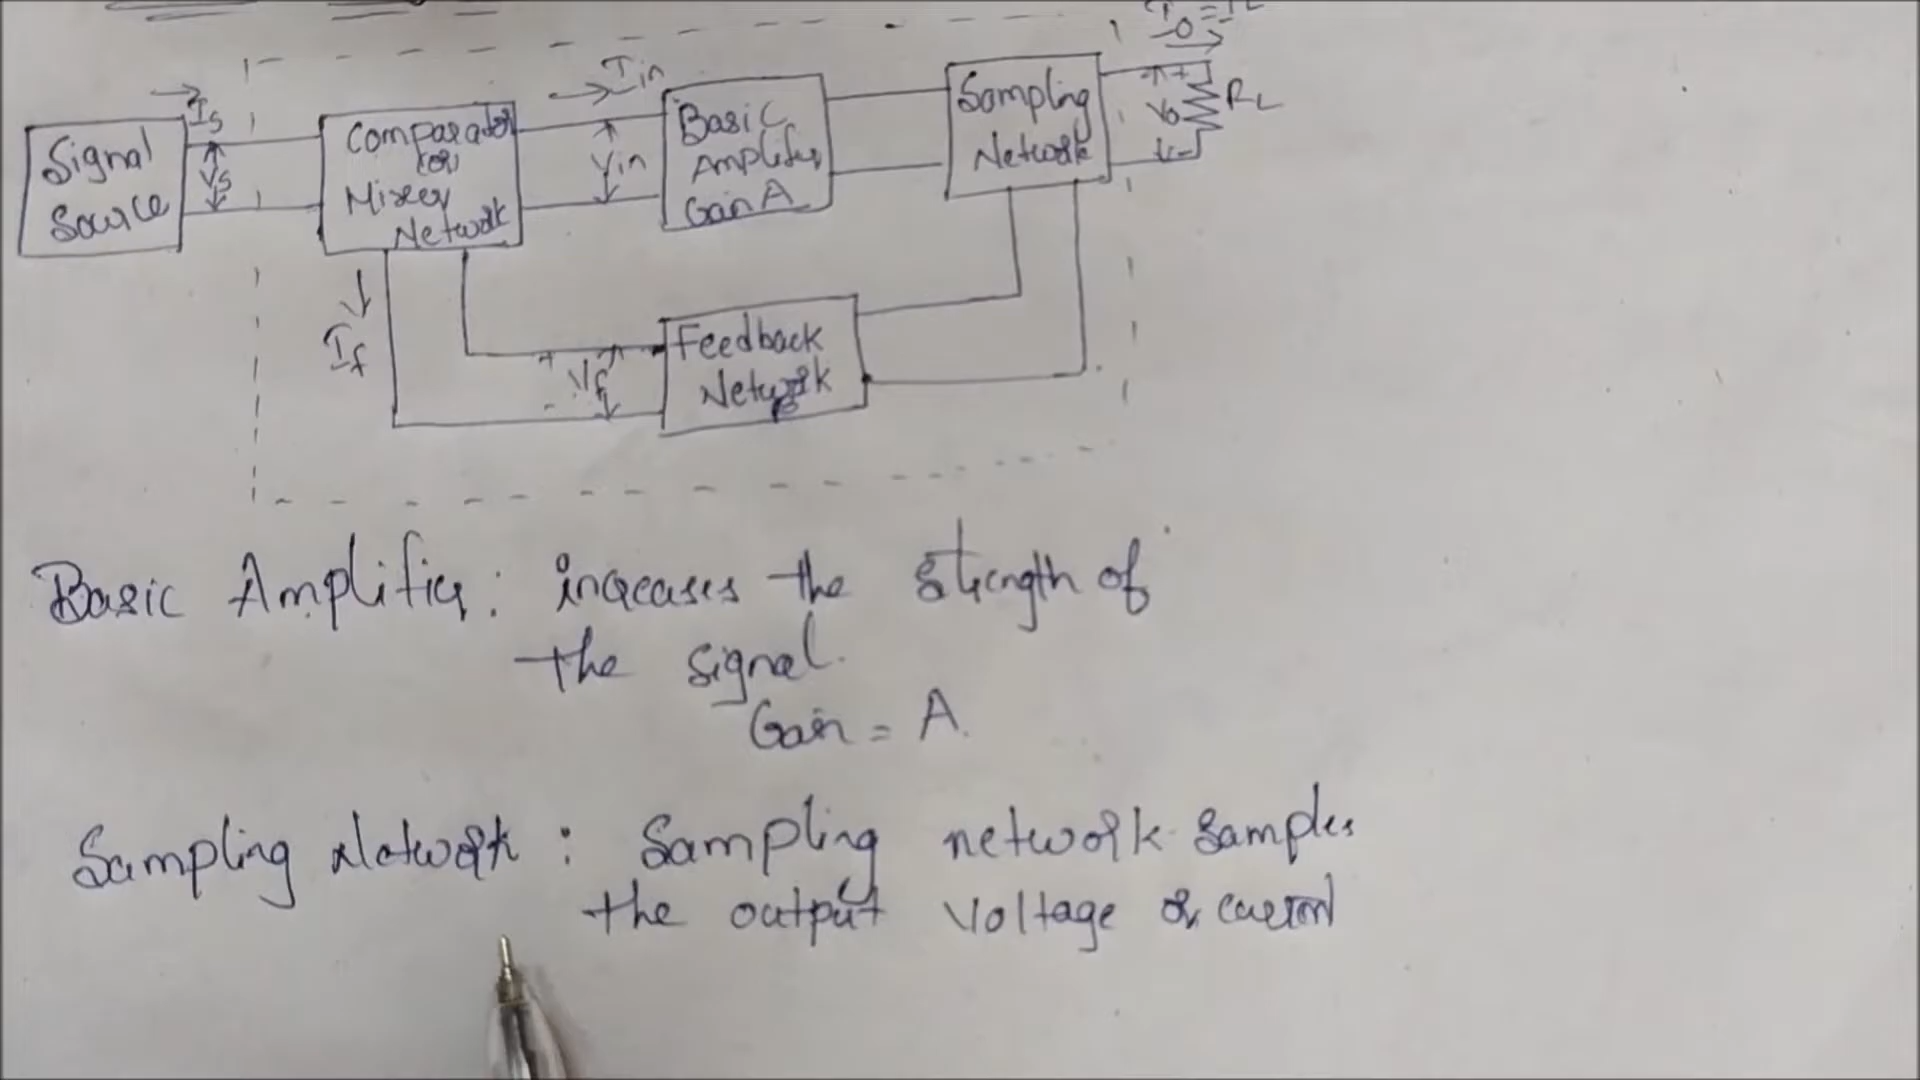 I0 = IL
Is
Signal
Source
Vs
Comparator
(or)
Mixer
Network
Iin
Vin
Basic
Amplifier
Gain A
Sampling
Network
+
Vo
-
RL
If
+
Vf
-
Feedback
Network
β
Basic Amplifier: increases the strength of
the signal.
Gain = A.
Sampling Network: Sampling network samples
the output voltage or current